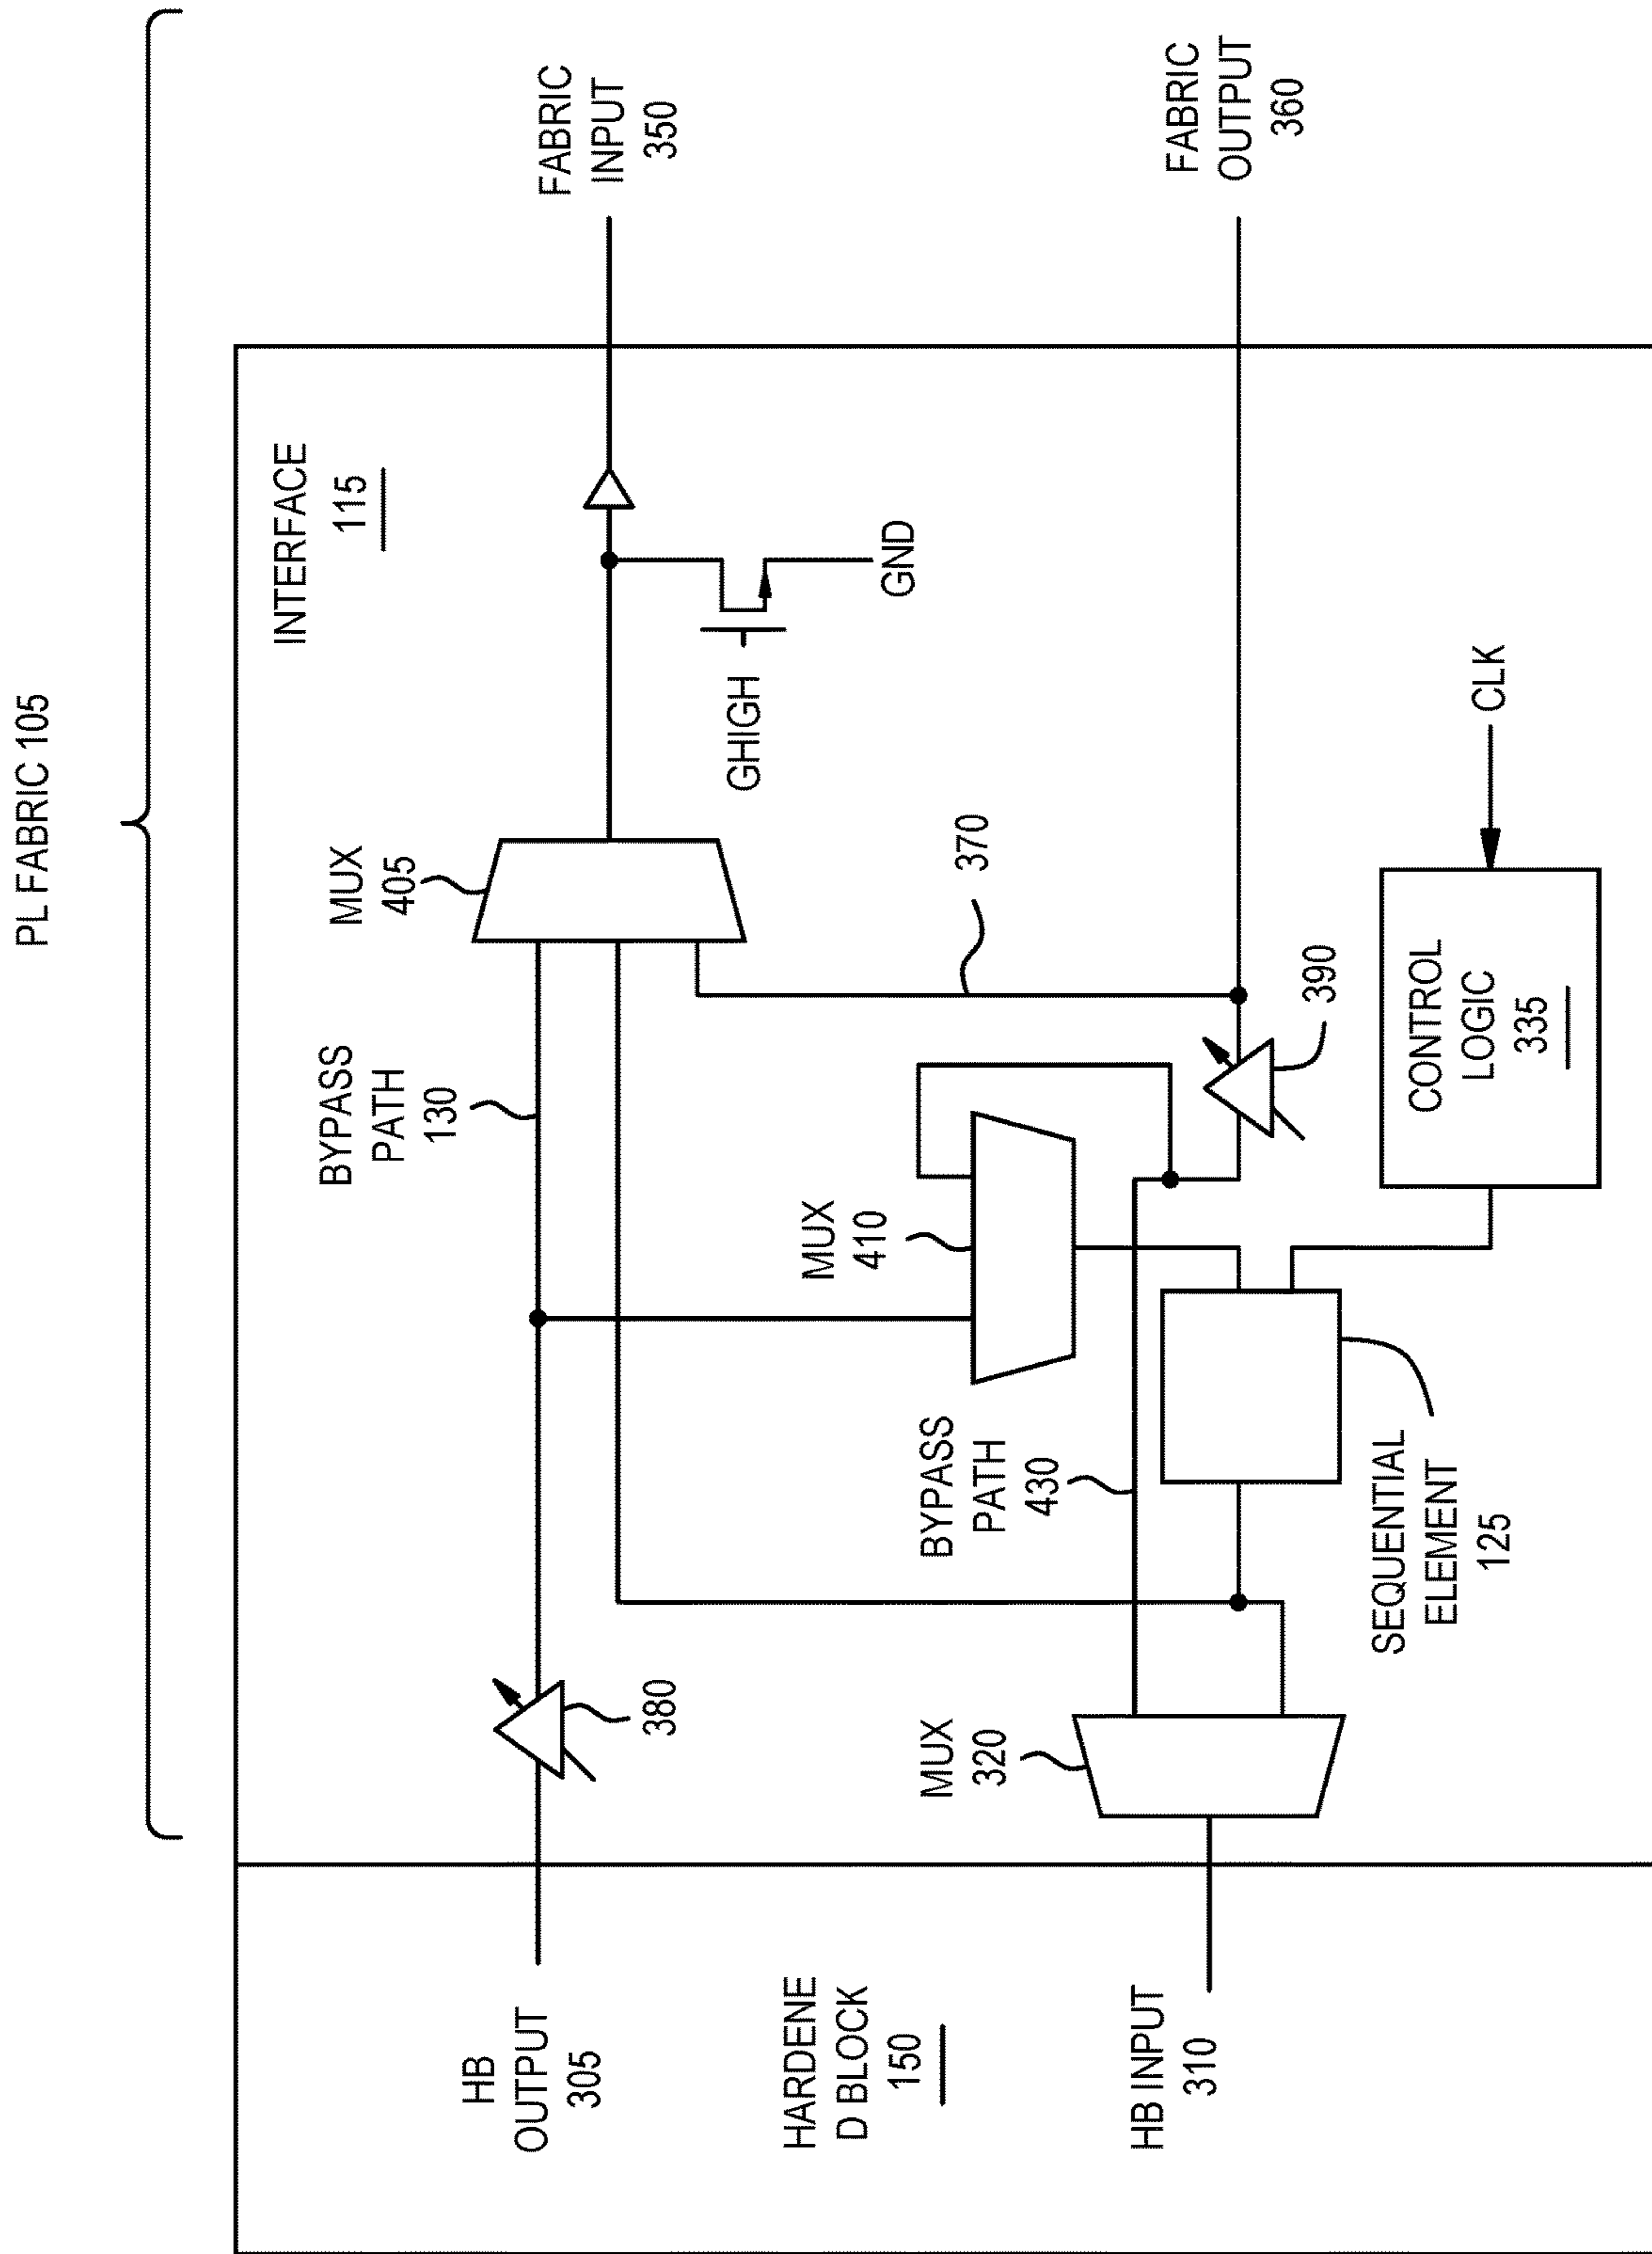 PL FABRIC 105
HB
OUTPUT
305
HARDENE
D BLOCK
150
HB INPUT
310
INTERFACE
115
380
BYPASS
PATH
130
MUX
405
GHIGH
GND
FABRIC
INPUT
350
MUX
320
BYPASS
PATH
430
MUX
410
370
390
SEQUENTIAL
ELEMENT
125
CONTROL
LOGIC
335
CLK
FABRIC
OUTPUT
360